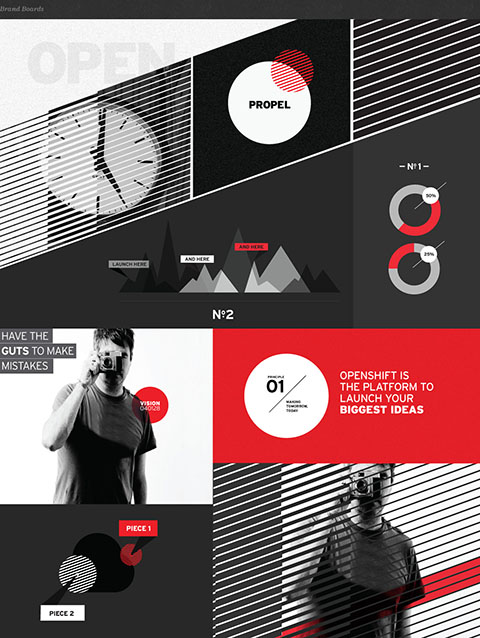 Brand Boards
OPEN
PROPEL
Nº1
50%
25%
LAUNCH HERE
AND HERE
AND HERE
Nº2
HAVE THE
GUTS TO MAKE
MISTAKES
VISION
040128
PRINCIPLE
01
MAKING
TOMORROW,
TODAY
OPENSHIFT IS
THE PLATFORM TO
LAUNCH YOUR
BIGGEST IDEAS
PIECE 1
PIECE 2